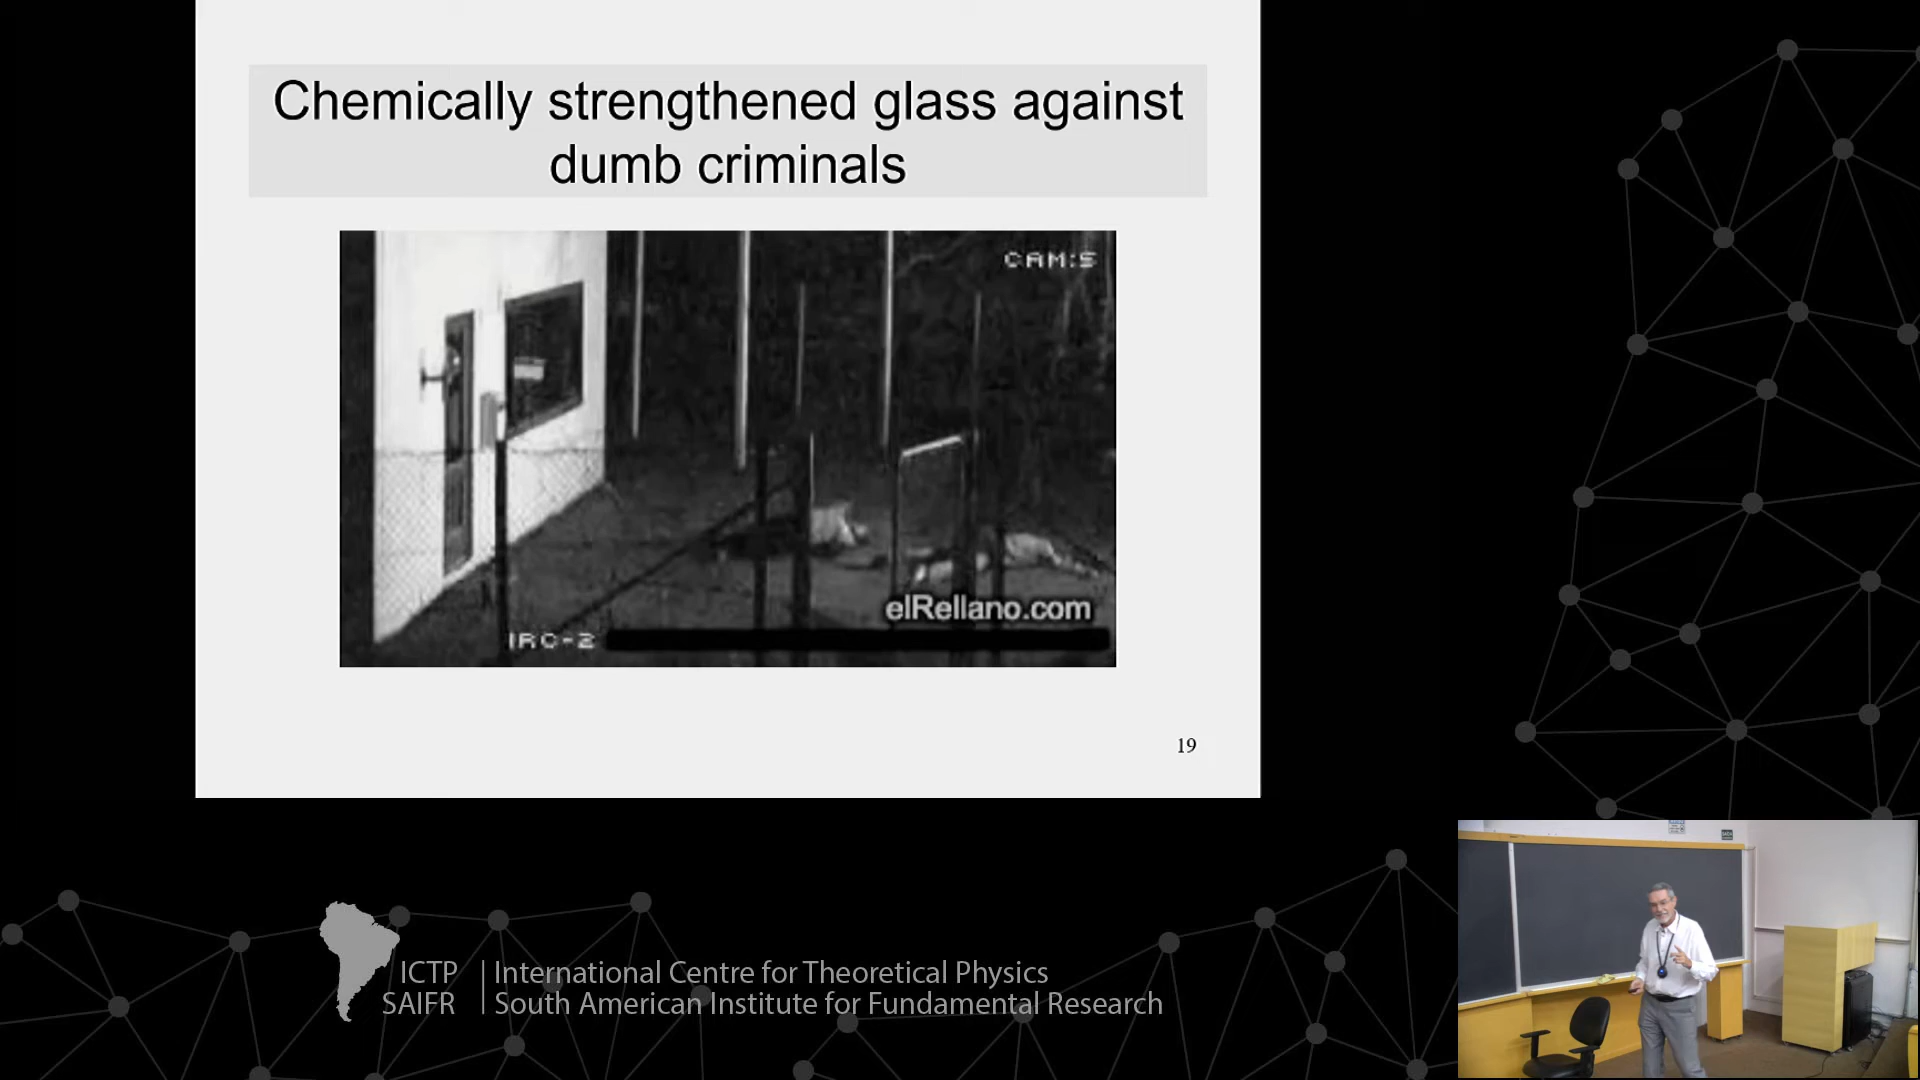 Chemically strengthened glass against
dumb criminals
CAM:5
elRellano.com
IRC-2
19
ICTP
SAIFR
International Centre for Theoretical Physics
South American Institute for Fundamental Research